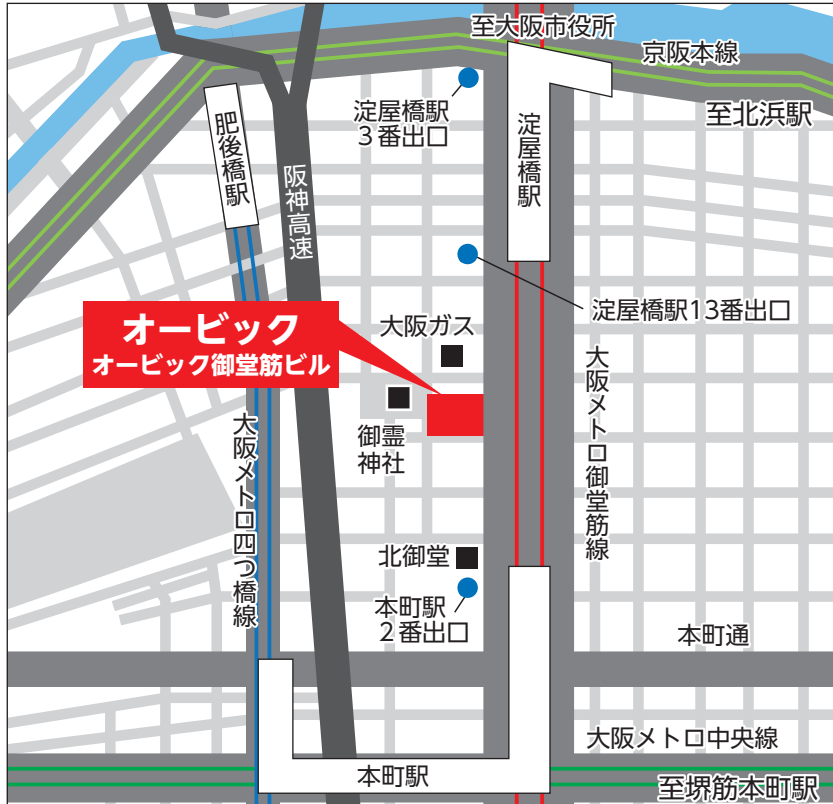 至大阪市役所
京阪本線
至北浜駅
淀屋橋駅
3番出口
淀屋橋駅
肥後橋駅
阪神高速
淀屋橋駅13番出口
オービック
オービック御堂筋ビル
大阪ガス
御霊
神社
大阪メトロ御堂筋線
大阪メトロ四つ橋線
北御堂
本町駅
2番出口
本町通
大阪メトロ中央線
本町駅
至堺筋本町駅